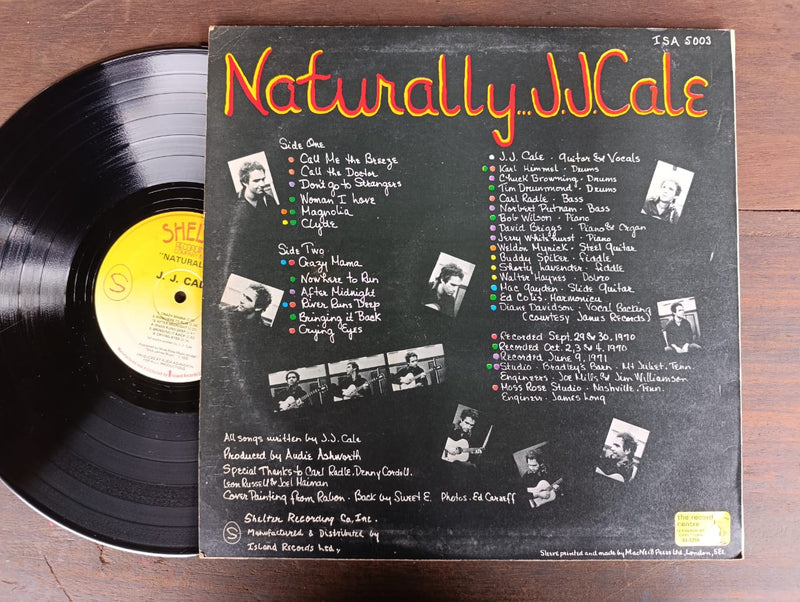 ISA 5003
Naturally... J.J. Cale
Side One
Call Me the Breeze
Call the Doctor
Don't go to Strangers
Woman I Love
Magnolia
Clyde
Side Two
Crazy Mama
Nowhere to Run
After Midnight
River Runs Deep
Bringing it Back
Crying Eyes
J.J. Cale · Guitar & Vocals
Karl Himmel · Drums
Chuck Browning · Drums
Tim Drummond · Drums
Carl Radle · Bass
Norbert Putnam · Bass
Bob Wilson · Piano
David Briggs · Piano & Organ
Jerry Whitehurst · Piano
Weldon Myrick · Steel Guitar
Buddy Spiker · fiddle
Shorty Lavender · fiddle
Walter Haynes · Dobro
Mac Gayden · Slide Guitar
Ed Colis · Harmonica
Diane Davidson · Vocal Backing
(Courtesy Janus Records)
Recorded Sept. 29 & 30, 1970
Recorded Oct. 2, 3 & 4, 1970
Recorded June 9, 1971
Studio · Bradley's Barn · Mt Juliet, Tenn.
Engineers · Joe Mills & Jim Williamson
Moss Rose Studio · Nashville, Tenn.
Engineer · James Long
All songs written by J.J. Cale
Produced by Audie Ashworth
Special Thanks to Carl Radle, Denny Cordell,
Leon Russell & Joel Maiman
Cover Painting from Rabon · Back by Sweet E. Photos · Ed Caraeff
S
Shelter Recording Co, Inc.
Manufactured & Distributed by
Island Records Ltd,
the record
centre
Sleeve printed and made by MacNeill Press Ltd, London, SE1
SHEL
RECOR
"NATURAL
J. J. CAL
S